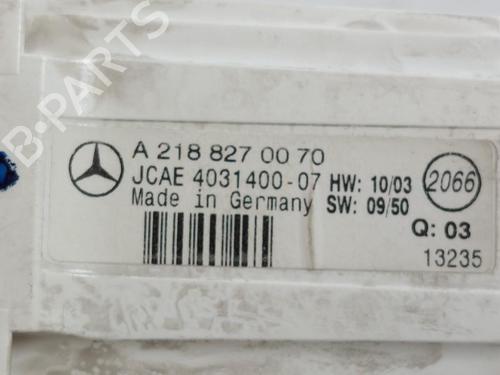 B-PARTS
A 218 827 00 70
JCAE 4031400-07 HW: 10/03
Made in Germany SW: 09/50
2066
Q: 03
13235